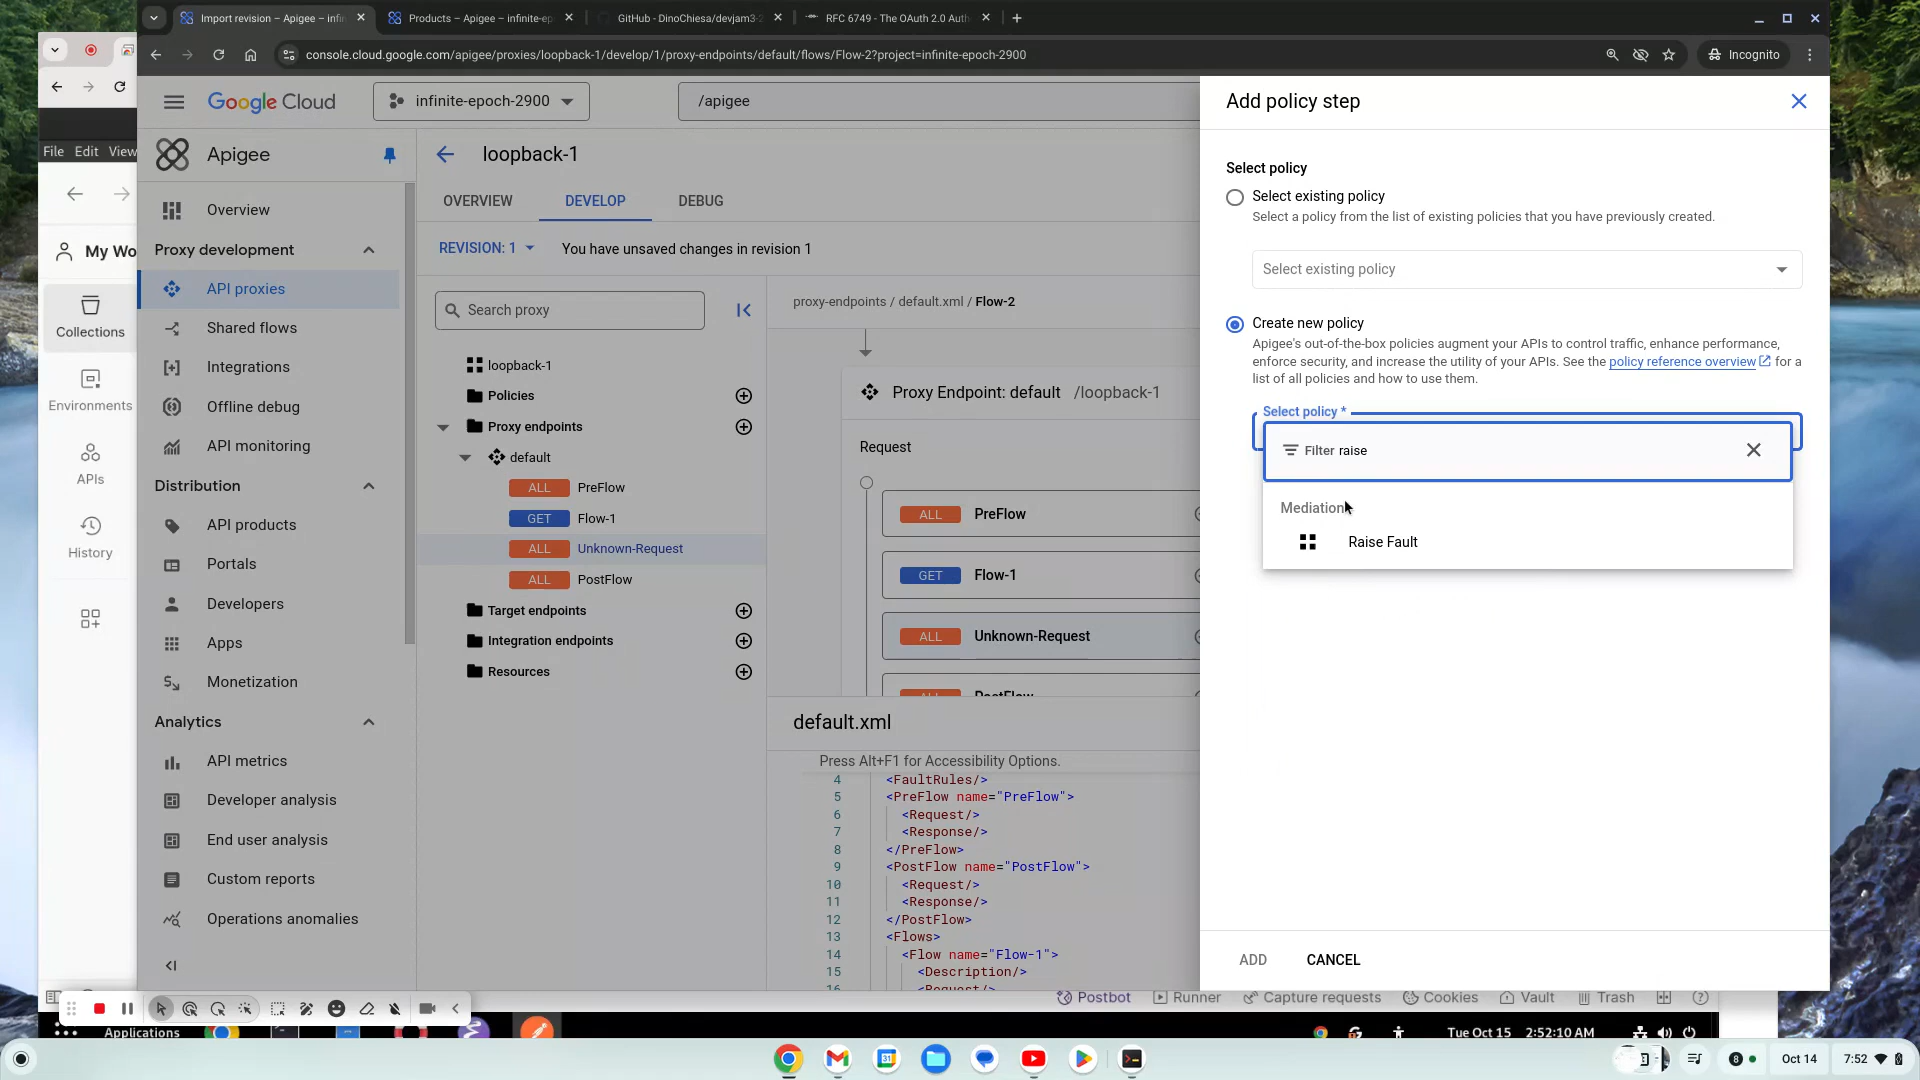 Import revision – Apigee – infin
Products – Apigee – infinite-ep
GitHub - DinoChiesa/devjam3-2
RFC 6749 - The OAuth 2.0 Auth
console.cloud.google.com/apigee/proxies/loopback-1/develop/1/proxy-endpoints/default/flows/Flow-2?project=infinite-epoch-2900
Incognito
Google Cloud
infinite-epoch-2900
/apigee
File Edit View
My Wo
Collections
Environments
APIs
History
Apigee
Overview
Proxy development
API proxies
Shared flows
Integrations
Offline debug
API monitoring
Distribution
API products
Portals
Developers
Apps
Monetization
Analytics
API metrics
Developer analysis
End user analysis
Custom reports
Operations anomalies
loopback-1
OVERVIEW DEVELOP DEBUG
REVISION: 1 You have unsaved changes in revision 1
Search proxy
loopback-1
Policies
Proxy endpoints
default
ALL PreFlow
GET Flow-1
ALL Unknown-Request
ALL PostFlow
Target endpoints
Integration endpoints
Resources
proxy-endpoints / default.xml / Flow-2
Proxy Endpoint: default /loopback-1
Request
ALL PreFlow
GET Flow-1
ALL Unknown-Request
ALL PostFlow
default.xml
Press Alt+F1 for Accessibility Options.
4 <FaultRules/>
5 <PreFlow name="PreFlow">
6 <Request/>
7 <Response/>
8 </PreFlow>
9 <PostFlow name="PostFlow">
10 <Request/>
11 <Response/>
12 </PostFlow>
13 <Flows>
14 <Flow name="Flow-1">
15 <Description/>
16 <Request/>
Add policy step
Select policy
Select existing policy
Select a policy from the list of existing policies that you have previously created.
Select existing policy
Create new policy
Apigee's out-of-the-box policies augment your APIs to control traffic, enhance performance,
enforce security, and increase the utility of your APIs. See the policy reference overview for a
list of all policies and how to use them.
Select policy *
Filter raise
Mediation
Raise Fault
ADD CANCEL
Postbot Runner Capture requests Cookies Vault Trash
Applications
Tue Oct 15 2:52:10 AM
8
Oct 14
7:52